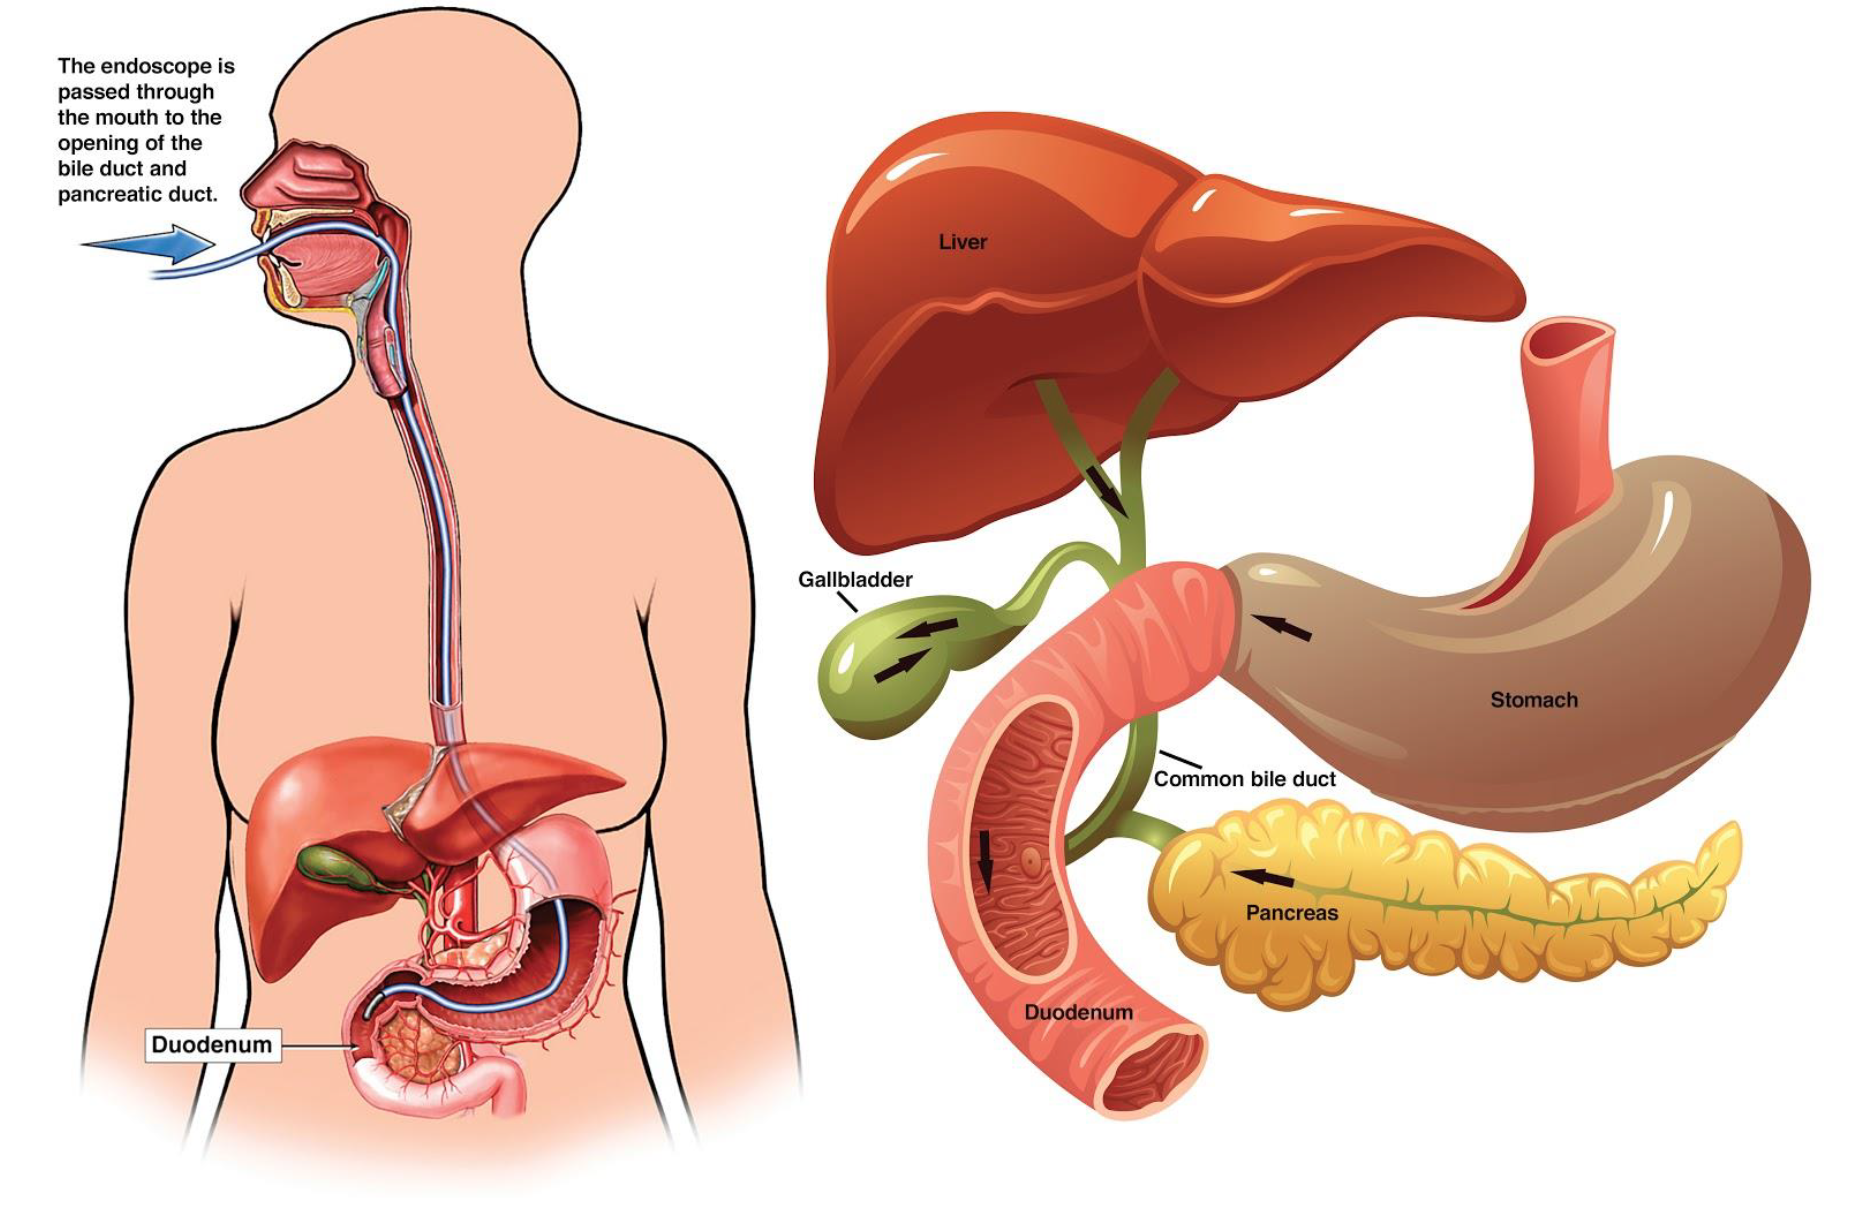 The endoscope is
passed through
the mouth to the
opening of the
bile duct and
pancreatic duct.
Duodenum
Liver
Gallbladder
Stomach
Common bile duct
Pancreas
Duodenum